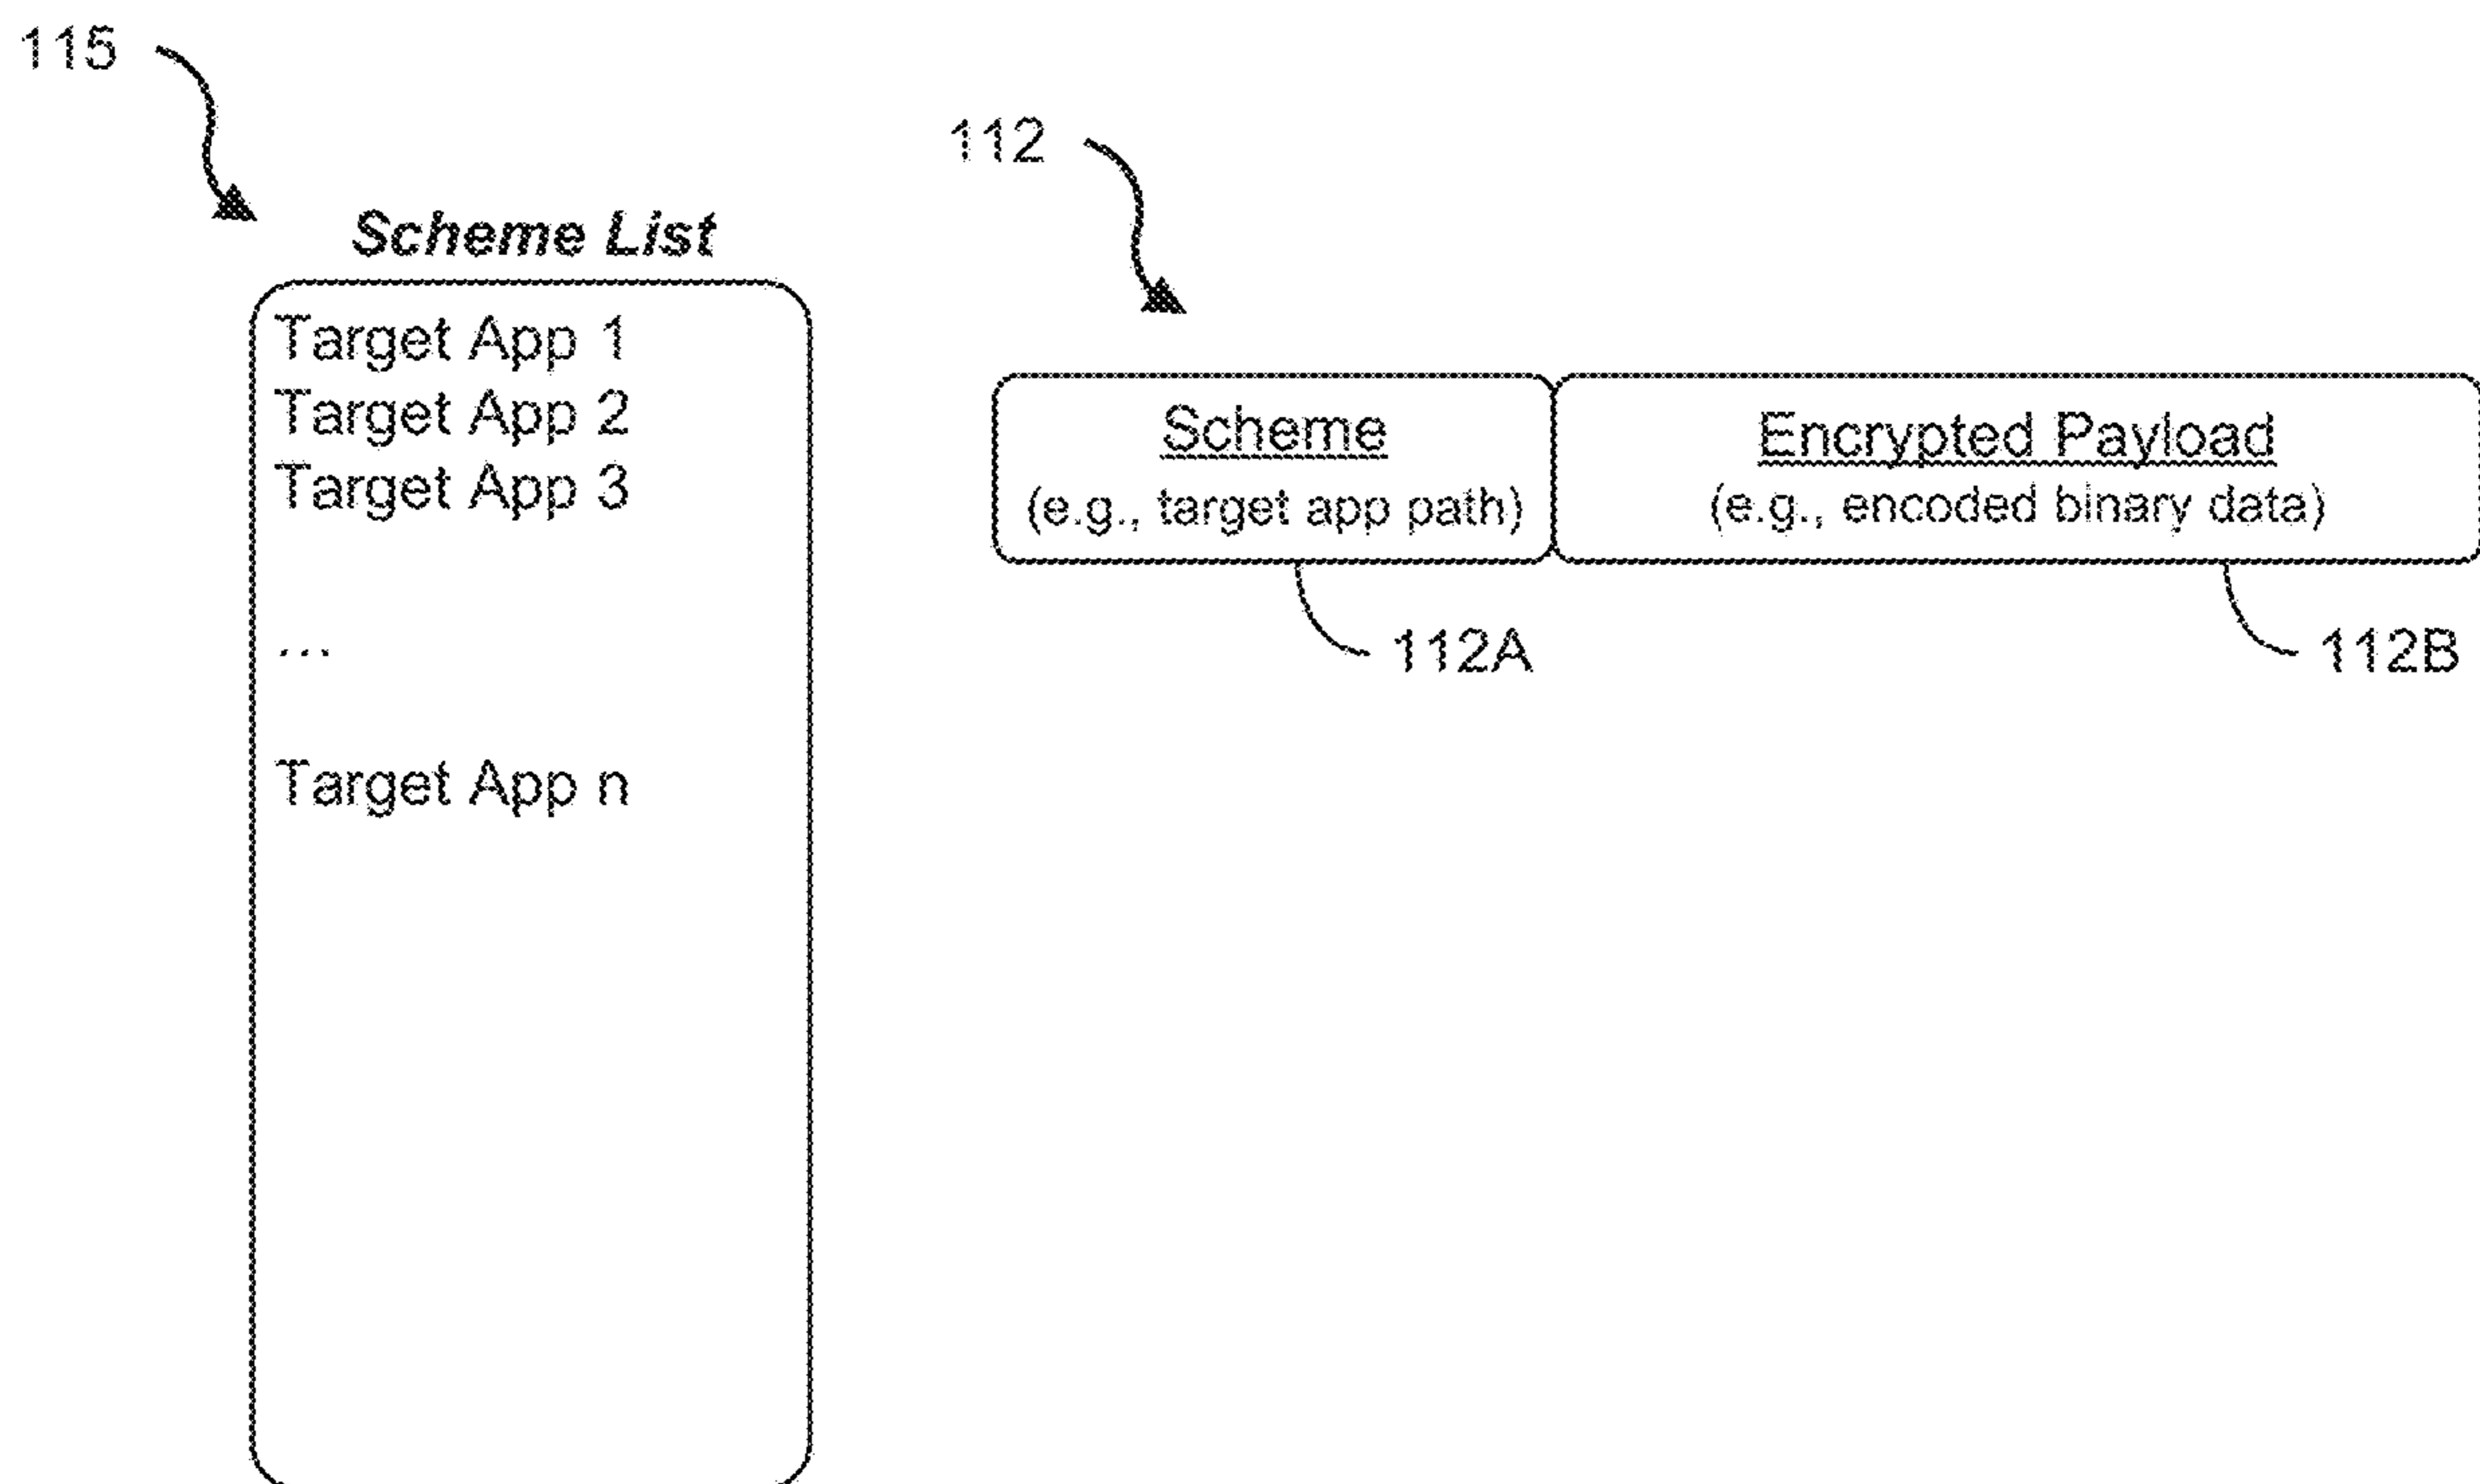 115
Scheme List
Target App 1
Target App 2
Target App 3
...
Target App n
112
Scheme
(e.g., target app path)
Encrypted Payload
(e.g., encoded binary data)
112A
112B